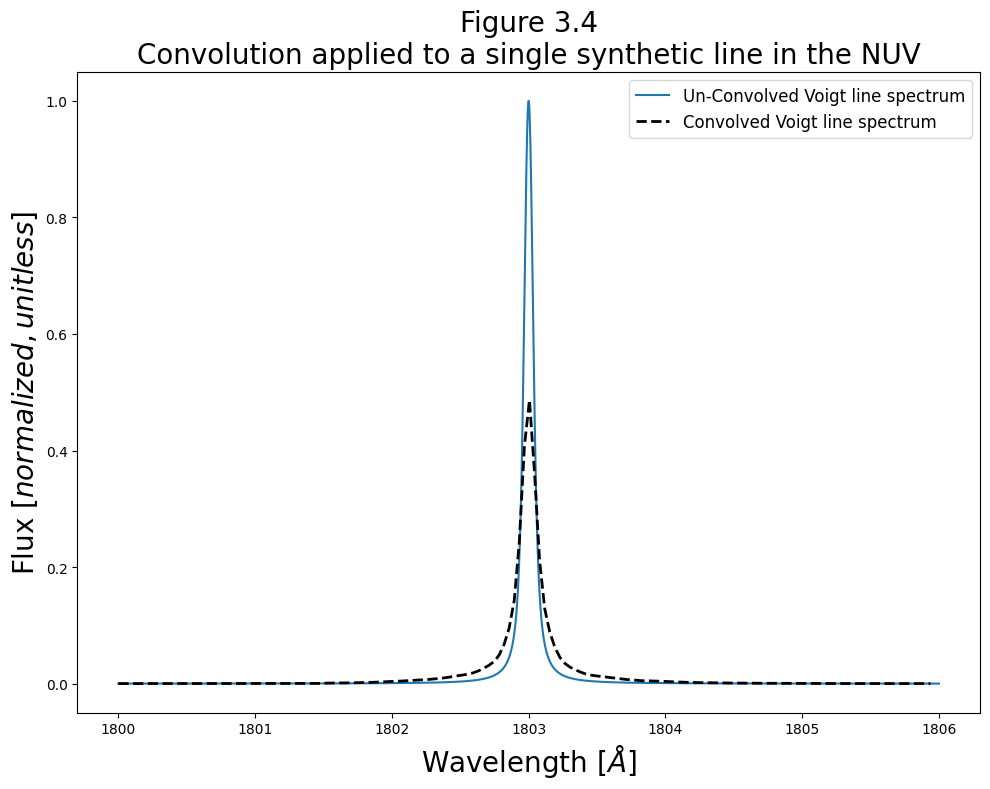 Figure 3.4
Convolution applied to a single synthetic line in the NUV
Un-Convolved Voigt line spectrum
Convolved Voigt line spectrum
Flux [normalized, unitless]
1.0
0.8
0.6
0.4
0.2
0.0
1800 1801 1802 1803 1804 1805 1806
Wavelength [Å]